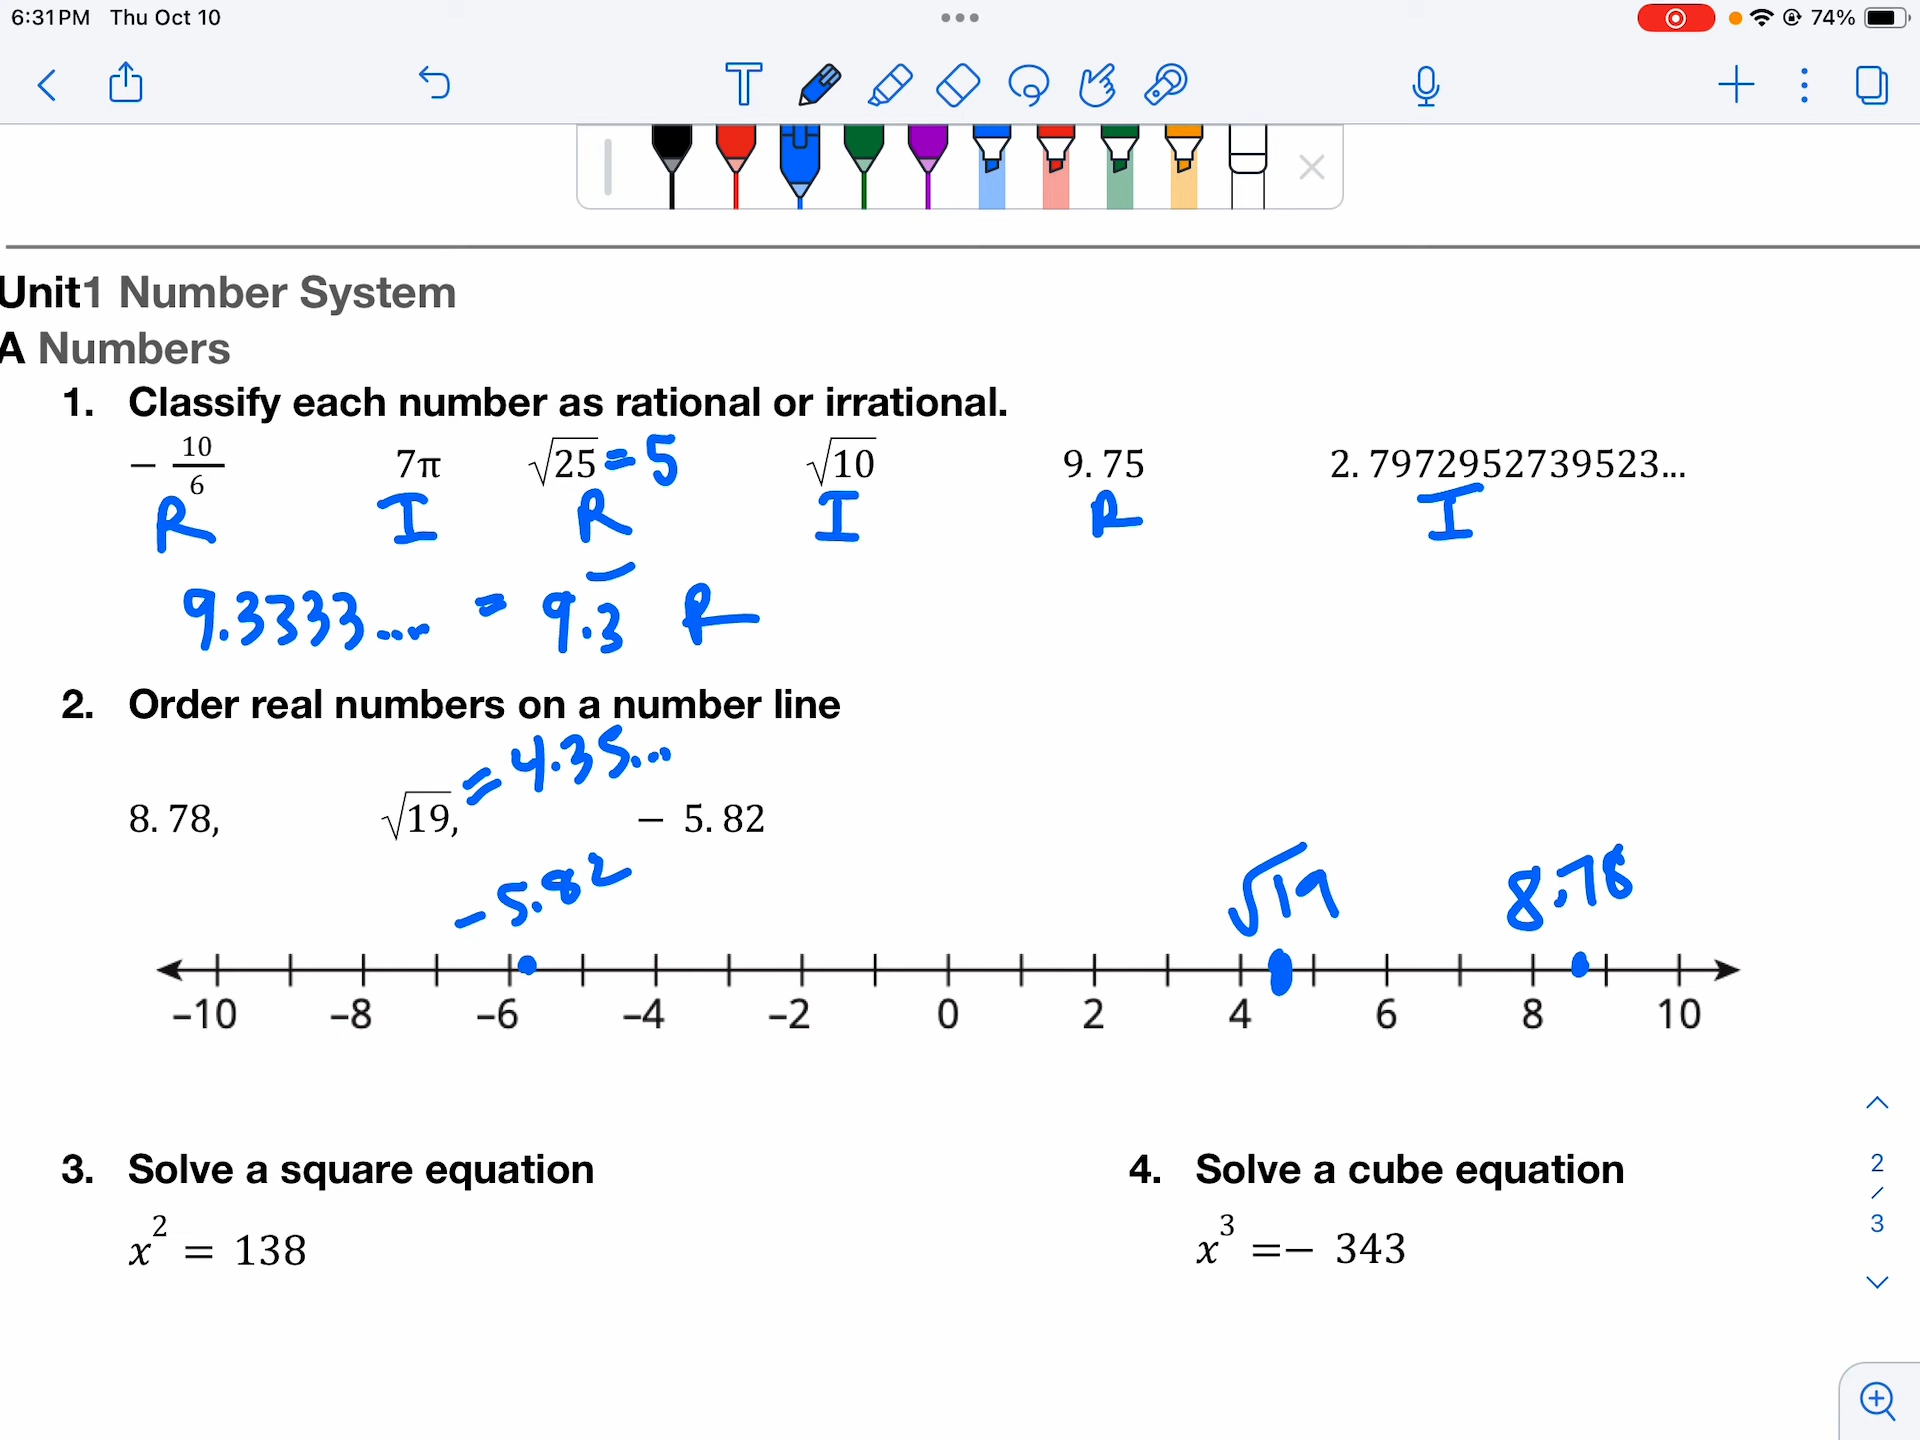 6:31 PM Thu Oct 10 74%
T
Unit1 Number System
A Numbers
1. Classify each number as rational or irrational.
− 10/6 7π √25 = 5 √10 9.75 2.7972952739523...
R I R I R I
9.3333.... = 9.3̅ R
2. Order real numbers on a number line
= 4.35...
8.78, √19, − 5.82
−5.82 √19 8.78
−10 −8 −6 −4 −2 0 2 4 6 8 10
3. Solve a square equation 4. Solve a cube equation
x² = 138 x³ =− 343
2 / 3